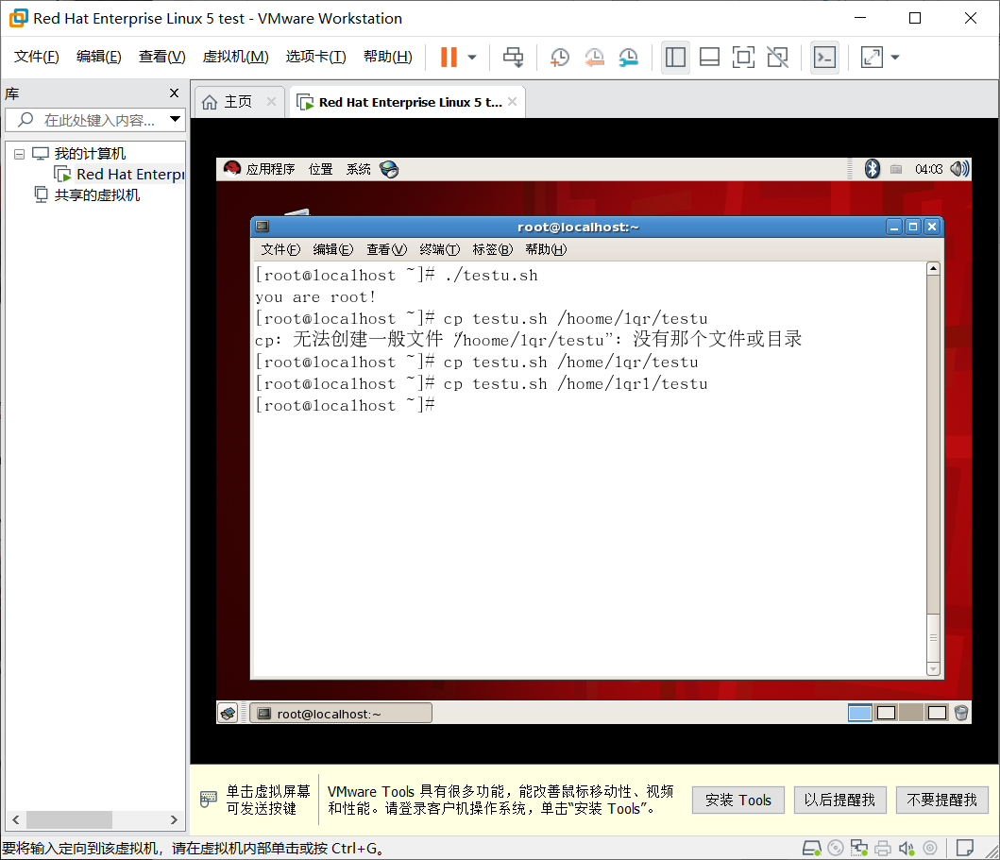 Red Hat Enterprise Linux 5 test - VMware Workstation
文件(F) 编辑(E) 查看(V) 虚拟机(M) 选项卡(T) 帮助(H)
库
在此处键入内容...
我的计算机
Red Hat Enterpr
共享的虚拟机
主页
Red Hat Enterprise Linux 5 t...
应用程序 位置 系统
04:03
root@localhost:~
文件(F) 编辑(E) 查看(V) 终端(T) 标签(B) 帮助(H)
[root@localhost ~]# ./testu.sh
you are root!
[root@localhost ~]# cp testu.sh /hoome/lqr/testu
cp: 无法创建一般文件 “/hoome/lqr/testu”: 没有那个文件或目录
[root@localhost ~]# cp testu.sh /home/lqr/testu
[root@localhost ~]# cp testu.sh /home/lqr1/testu
[root@localhost ~]#
root@localhost:~
单击虚拟屏幕
可发送按键
VMware Tools 具有很多功能，能改善鼠标移动性、视频
和性能。请登录客户机操作系统，单击“安装 Tools”。
安装 Tools
以后提醒我
不要提醒我
要将输入定向到该虚拟机，请在虚拟机内部单击或按 Ctrl+G。